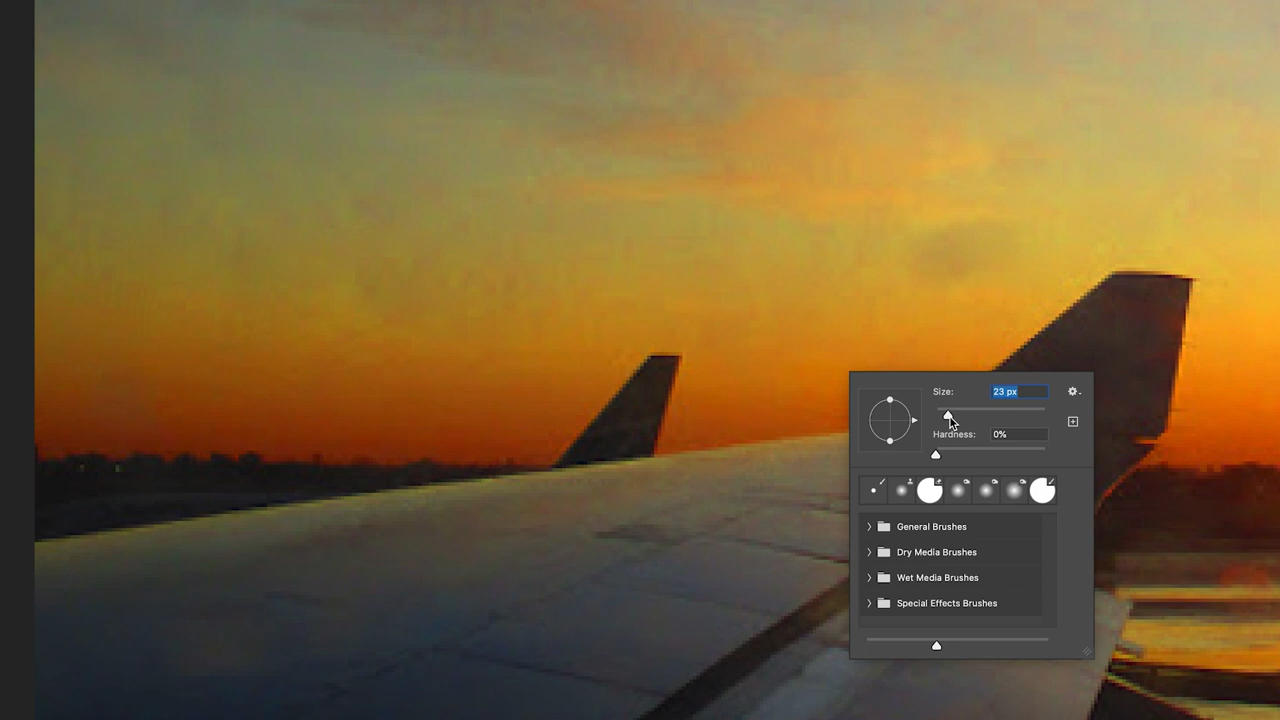 Size:
23 px
Hardness:
0%
General Brushes
Dry Media Brushes
Wet Media Brushes
Special Effects Brushes